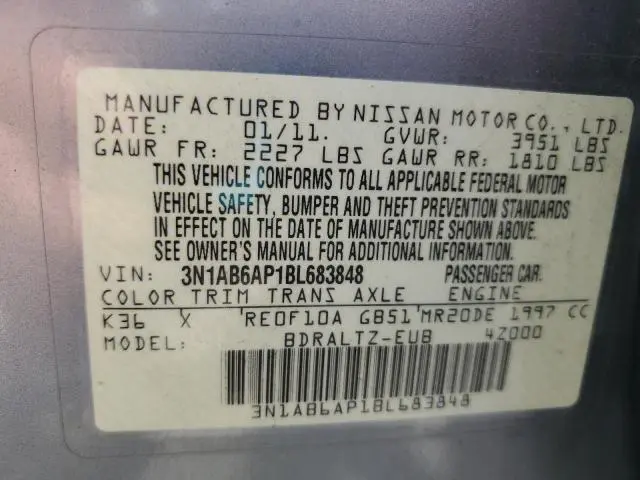 MANUFACTURED BY NISSAN MOTOR CO., LTD.
DATE: 01/11. GVWR: 3951 LBS
GAWR FR: 2227 LBS GAWR RR: 1810 LBS
THIS VEHICLE CONFORMS TO ALL APPLICABLE FEDERAL MOTOR
VEHICLE SAFETY, BUMPER AND THEFT PREVENTION STANDARDS
IN EFFECT ON THE DATE OF MANUFACTURE SHOWN ABOVE.
SEE OWNER'S MANUAL FOR ADDITIONAL INFORMATION.
VIN: 3N1AB6AP1BL683848 PASSENGER CAR.
COLOR TRIM TRANS AXLE ENGINE
K36 X RE0F10A GB51 MR20DE 1997 CC
MODEL: BDRALTZ-EUB 4Z000
3N1AB6AP1BL683848